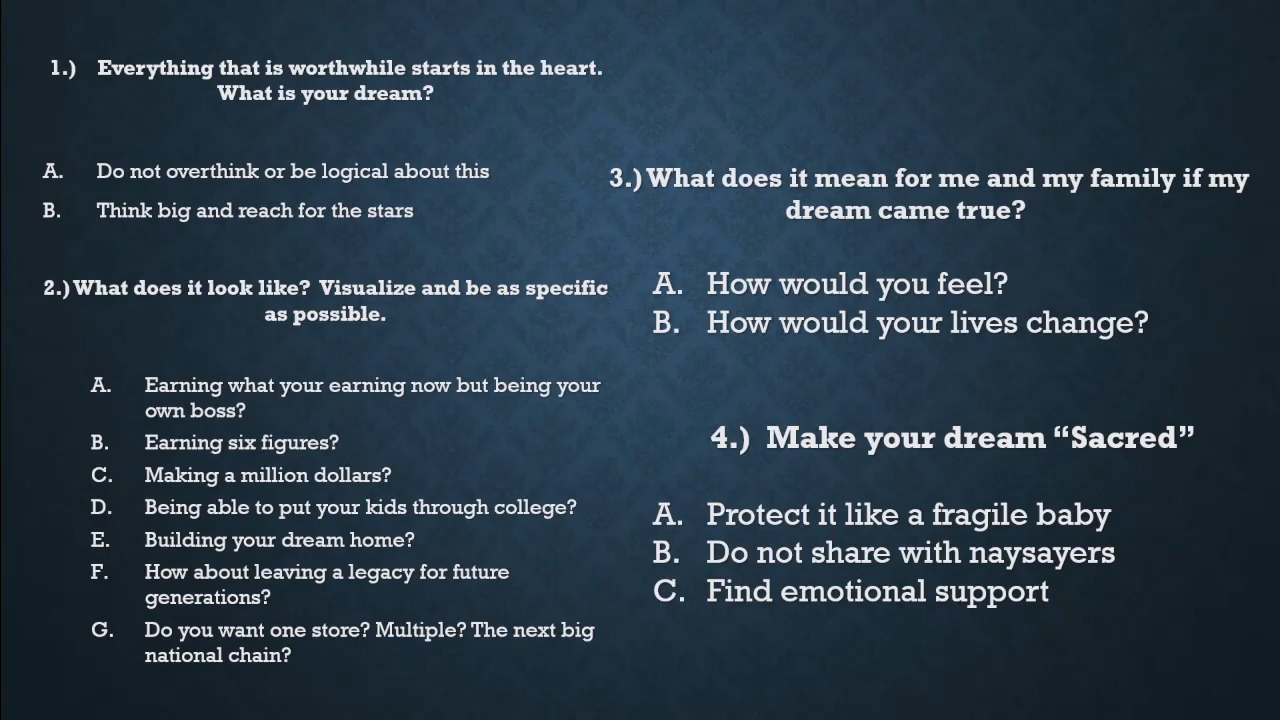 1.) Everything that is worthwhile starts in the heart.
What is your dream?
A. Do not overthink or be logical about this
B. Think big and reach for the stars
2.) What does it look like? Visualize and be as specific
as possible.
A. Earning what your earning now but being your
own boss?
B. Earning six figures?
C. Making a million dollars?
D. Being able to put your kids through college?
E. Building your dream home?
F. How about leaving a legacy for future
generations?
G. Do you want one store? Multiple? The next big
national chain?
3.) What does it mean for me and my family if my
dream came true?
A. How would you feel?
B. How would your lives change?
4.) Make your dream “Sacred”
A. Protect it like a fragile baby
B. Do not share with naysayers
C. Find emotional support